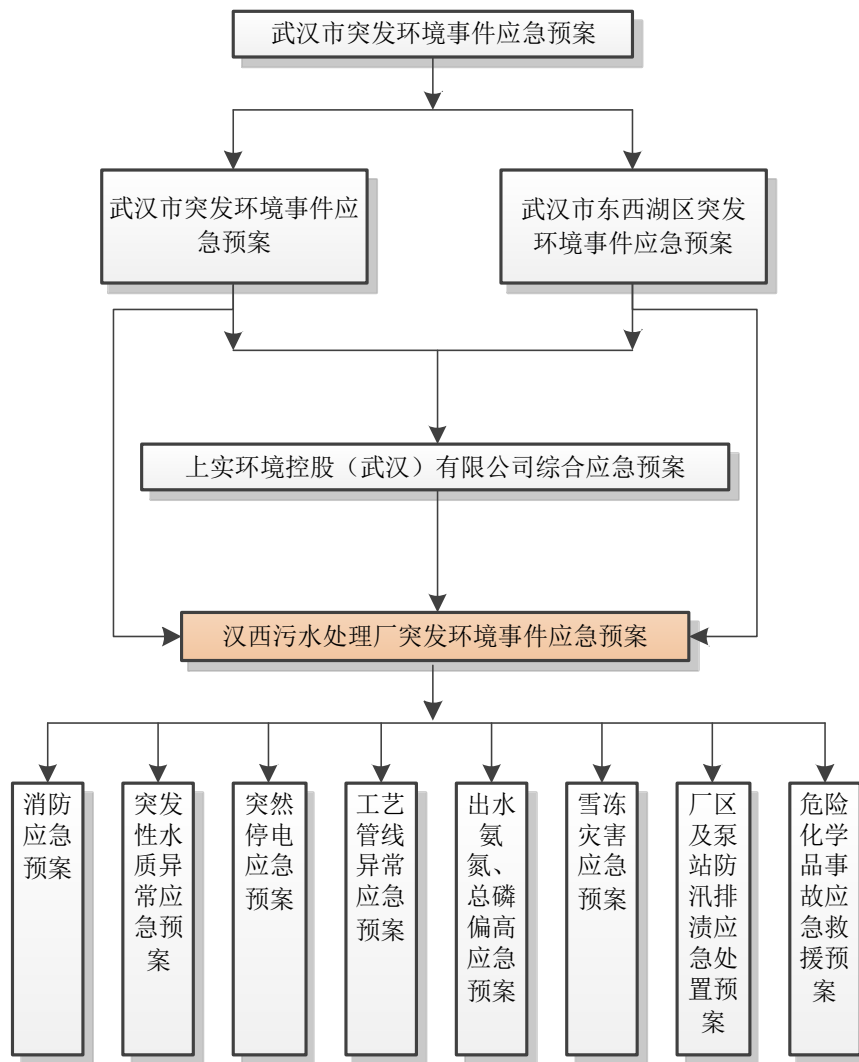 武汉市突发环境事件应急预案
武汉市突发环境事件应
急预案
武汉市东西湖区突发
环境事件应急预案
上实环境控股（武汉）有限公司综合应急预案
汉西污水处理厂突发环境事件应急预案
消防
应急
预案
突发
性水
质异
常应
急预
案
突然
停电
应急
预案
工艺
管线
异常
应急
预案
出水
氨
氮、
总磷
偏高
应急
预案
雪冻
灾害
应急
预案
厂区
及泵
站防
汛排
渍应
急处
置预
案
危险
化学
品事
故应
急救
援预
案